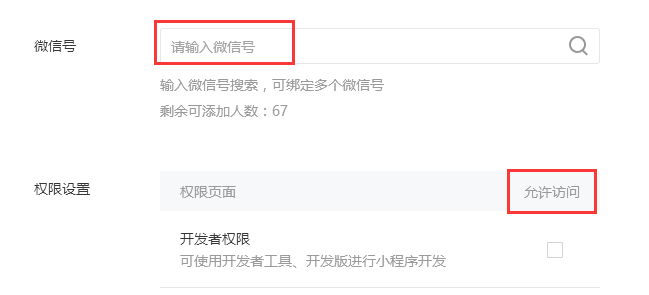 微信号
请输入微信号
输入微信号搜索，可绑定多个微信号
剩余可添加人数：67
权限设置
权限页面
允许访问
开发者权限
可使用开发者工具、开发版进行小程序开发